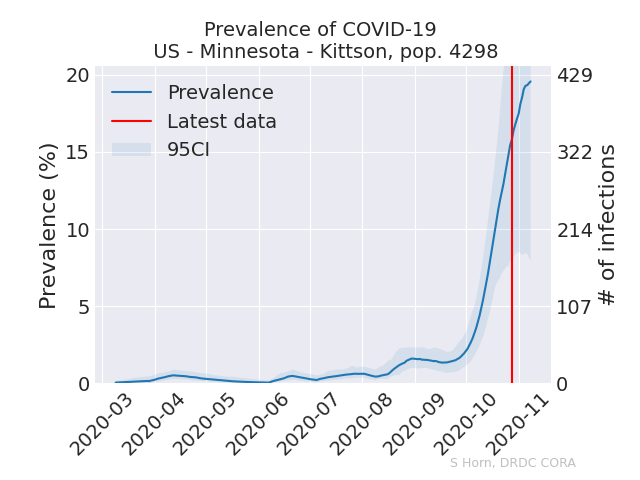 Prevalence of COVID-19
US - Minnesota - Kittson, pop. 4298
Prevalence
Latest data
95CI
Prevalence (%)
20
15
10
5
0
429
322
214
107
0
# of infections
2020-03
2020-04
2020-05
2020-06
2020-07
2020-08
2020-09
2020-10
2020-11
S Horn, DRDC CORA